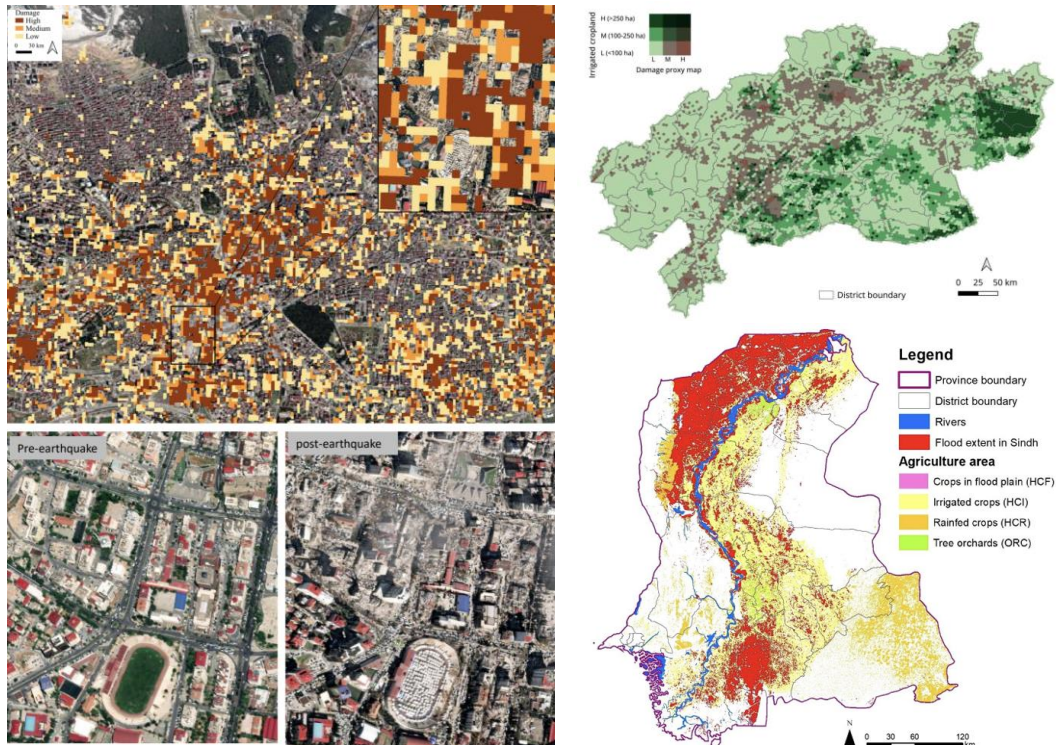 Damage
High
Medium
Low
0 30 km
Pre-earthquake
post-earthquake
Irrigated cropland
H (>250 ha)
M (100-250 ha)
L (<100 ha)
L M H
Damage proxy map
0 25 50 km
District boundary
Legend
Province boundary
District boundary
Rivers
Flood extent in Sindh
Agriculture area
Crops in flood plain (HCF)
Irrigated crops (HCI)
Rainfed crops (HCR)
Tree orchards (ORC)
N
0 30 60 120
km